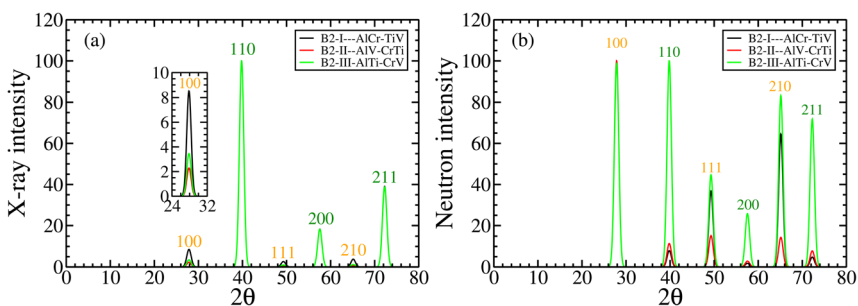 (a)
B2-I---AlCr-TiV
B2-II--AlV-CrTi
B2-III-AlTi-CrV
X-ray intensity
120
100
80
60
40
20
0
0 10 20 30 40 50 60 70 80
2θ
10
8
6
4
2
0
24 28 32
100
100
110
111
200
210
211
(b)
B2-I---AlCr-TiV
B2-II--AlV-CrTi
B2-III-AlTi-CrV
Neutron intensity
120
100
80
60
40
20
0
0 10 20 30 40 50 60 70 80
2θ
100
110
111
200
210
211